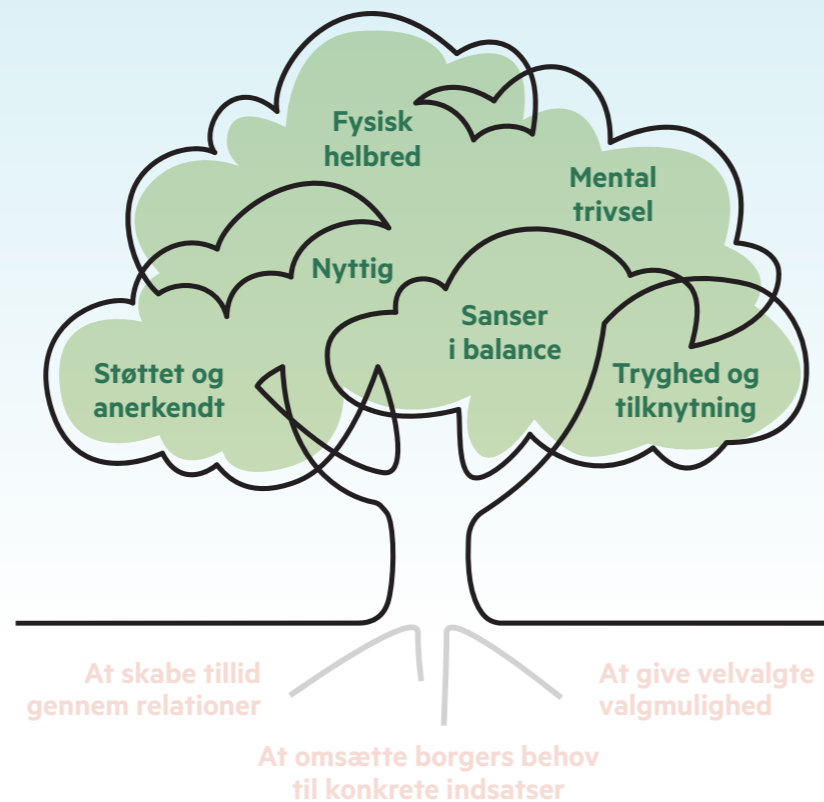 Fysisk
helbred
Mental
trivsel
Nyttig
Sanser
i balance
Støttet og
anerkendt
Tryghed og
tilknytning
At skabe tillid
gennem relationer
At give velvalgte
valgmulighed
At omsætte borgers behov
til konkrete indsatser